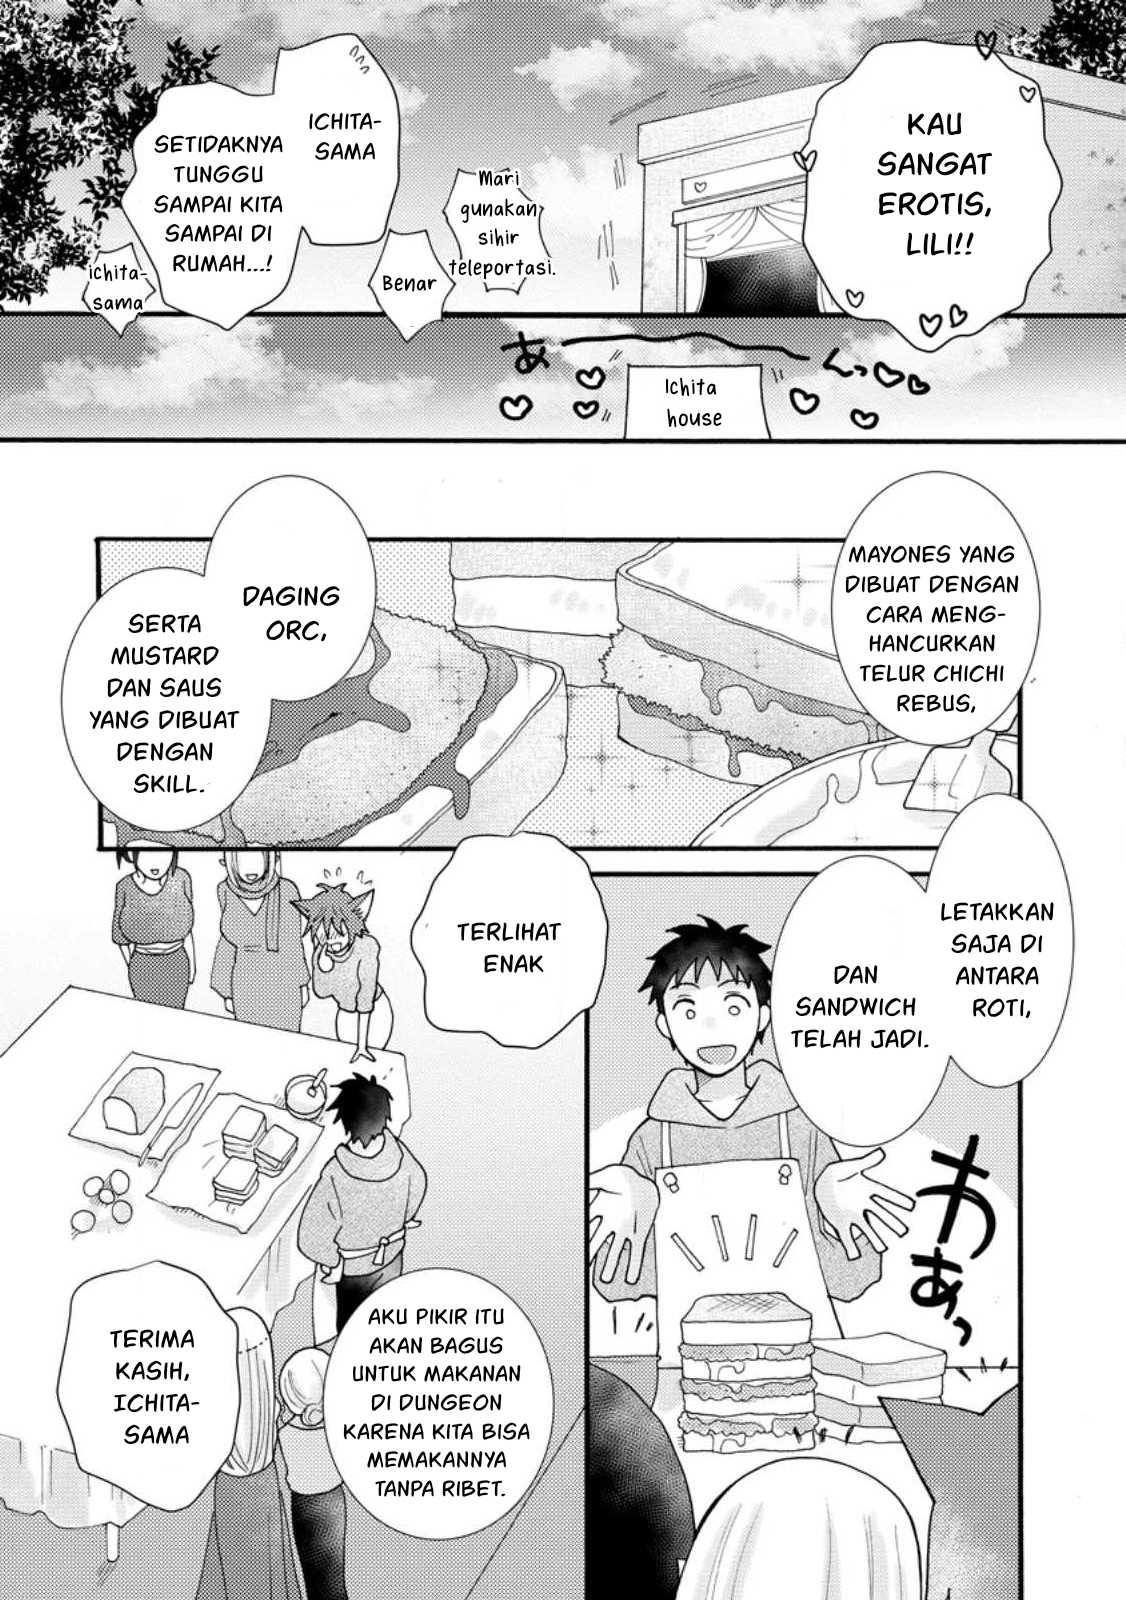 KAU
SANGAT
EROTIS,
LILI!!
ICHITA-
SAMA
SETIDAKNYA
TUNGGU
SAMPAI KITA
SAMPAI DI
RUMAH...!
Mari
gunakan
sihir
teleportasi.
Benar
ichita-
sama
あーんっ
Ichita
house
MAYONES YANG
DIBUAT DENGAN
CARA MENG-
HANCURKAN
TELUR CHICHI
REBUS,
DAGING
ORC,
SERTA
MUSTARD
DAN SAUS
YANG DIBUAT
DENGAN
SKILL.
LETAKKAN
SAJA DI
ANTARA
ROTI,
DAN
SANDWICH
TELAH JADI.
わあっ
TERLIHAT
ENAK
AKU PIKIR ITU
AKAN BAGUS
UNTUK MAKANAN
DI DUNGEON
KARENA KITA BISA
MEMAKANNYA
TANPA RIBET.
TERIMA
KASIH,
ICHITA-
SAMA